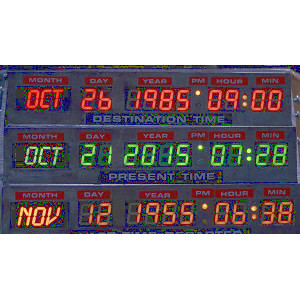 MONTH DAY YEAR PM HOUR MIN
OCT 26 1985 09:00
DESTINATION TIME
MONTH DAY YEAR PM HOUR MIN
OCT 21 2015 07:28
PRESENT TIME
MONTH DAY YEAR PM HOUR MIN
NOV 12 1955 06:38